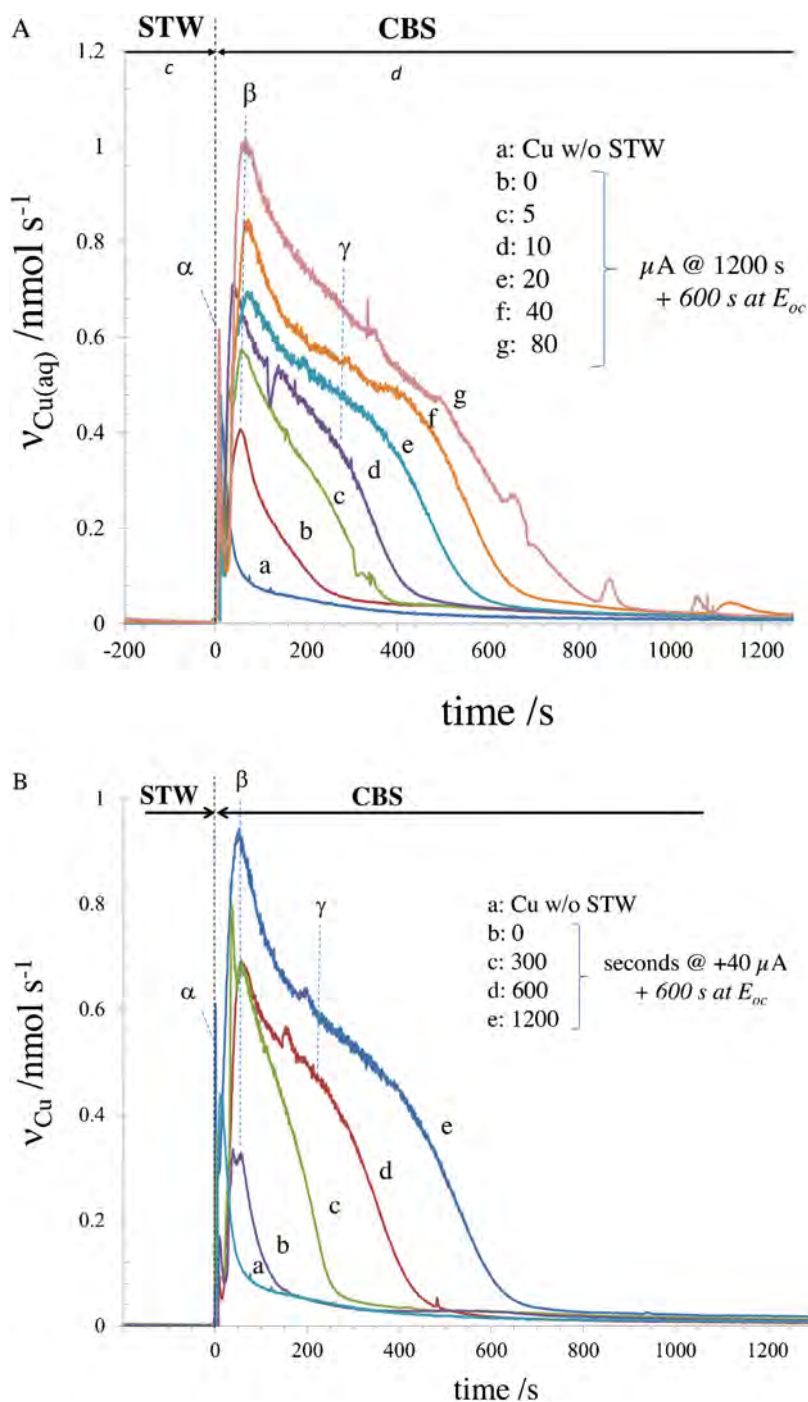 A
STW CBS
c d
1.2
β
1
a: Cu w/o STW
b: 0
c: 5
d: 10
e: 20
f: 40
g: 80
μA @ 1200 s
+ 600 s at Eoc
0.8
γ
α
0.6
νCu(aq) /nmol s-1
g
f
0.4
e
d
c
b
0.2
a
0
-200 0 200 400 600 800 1000 1200
time /s
B
β
STW CBS
1
0.8
γ
a: Cu w/o STW
b: 0
c: 300
d: 600
e: 1200
seconds @ +40 μA
+ 600 s at Eoc
α
0.6
νCu /nmol s-1
0.4
e
d
c
0.2
b
a
0
0 200 400 600 800 1000 1200
time /s